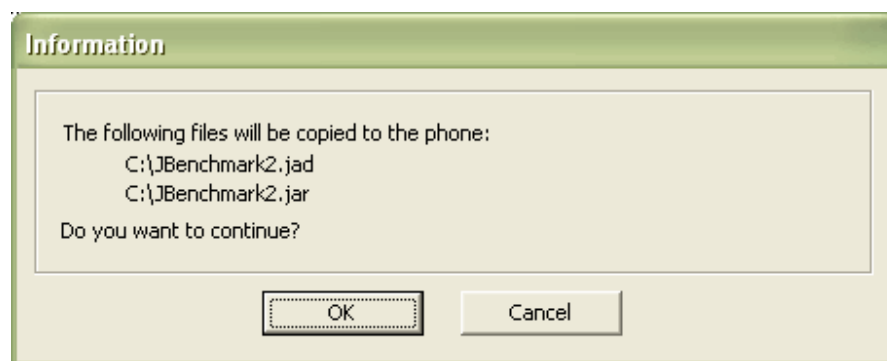 Information
The following files will be copied to the phone:
C:\JBenchmark2.jad
C:\JBenchmark2.jar
Do you want to continue?
OK
Cancel